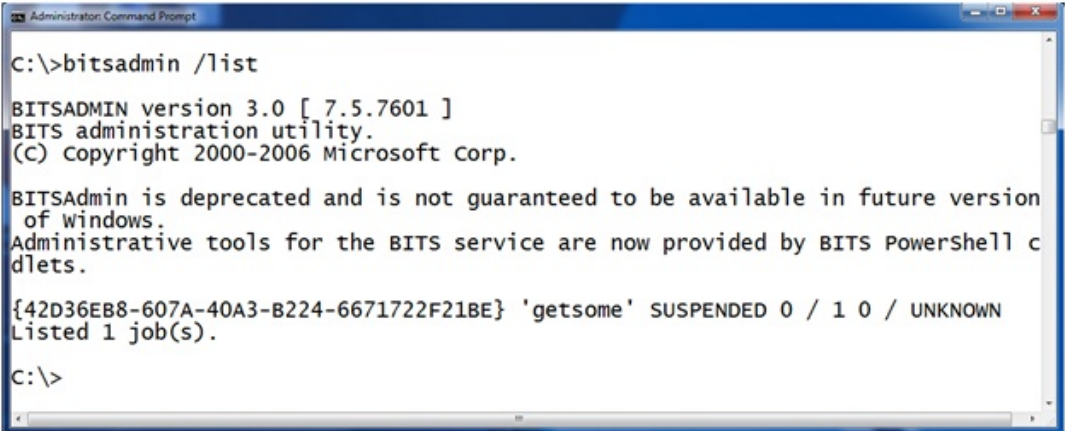 Administrator: Command Prompt
C:\>bitsadmin /list
BITSADMIN version 3.0 [ 7.5.7601 ]
BITS administration utility.
(C) Copyright 2000-2006 Microsoft Corp.
BITSAdmin is deprecated and is not guaranteed to be available in future version
of Windows.
Administrative tools for the BITS service are now provided by BITS PowerShell c
dlets.
{42D36EB8-607A-40A3-B224-6671722F21BE} 'getsome' SUSPENDED 0 / 1 0 / UNKNOWN
Listed 1 job(s).
C:\>